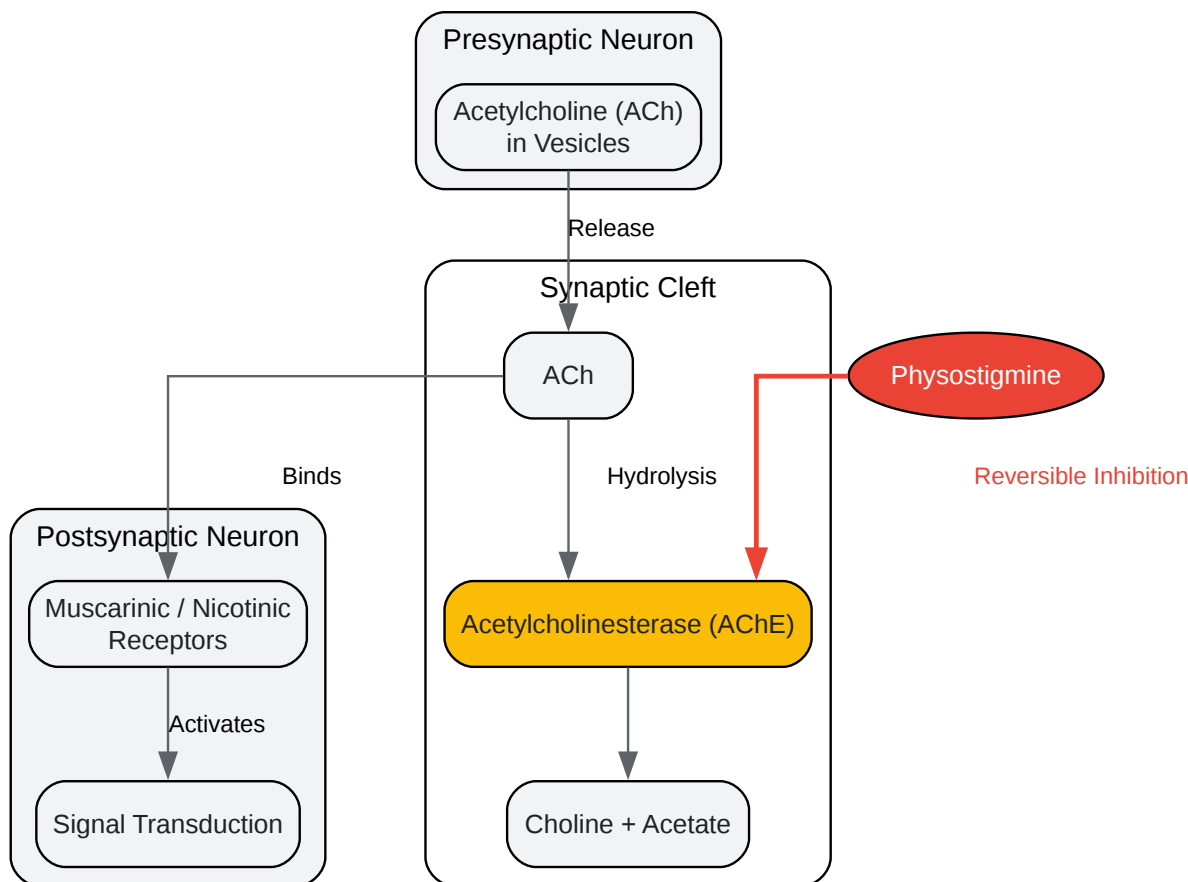 Presynaptic Neuron
Acetylcholine (ACh)
in Vesicles
Release
Synaptic Cleft
ACh
Physostigmine
Binds
Hydrolysis
Reversible Inhibition
Postsynaptic Neuron
Muscarinic / Nicotinic
Receptors
Acetylcholinesterase (AChE)
Activates
Signal Transduction
Choline + Acetate